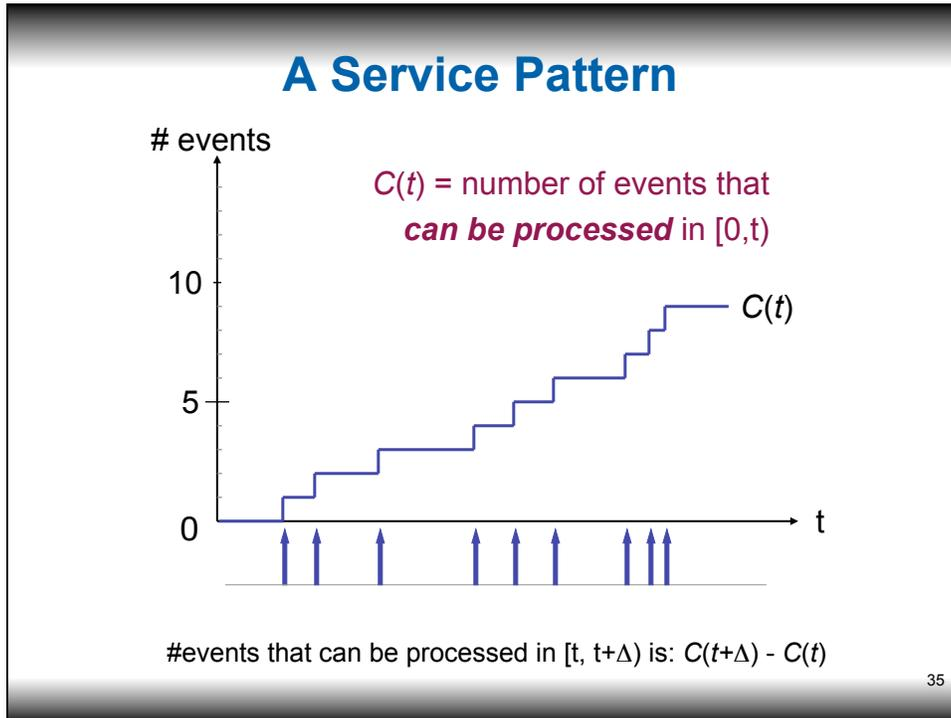 A Service Pattern
# events
C(t) = number of events that
can be processed in [0,t)
10
C(t)
5
0
t
#events that can be processed in [t, t+Δ) is: C(t+Δ) - C(t)
35